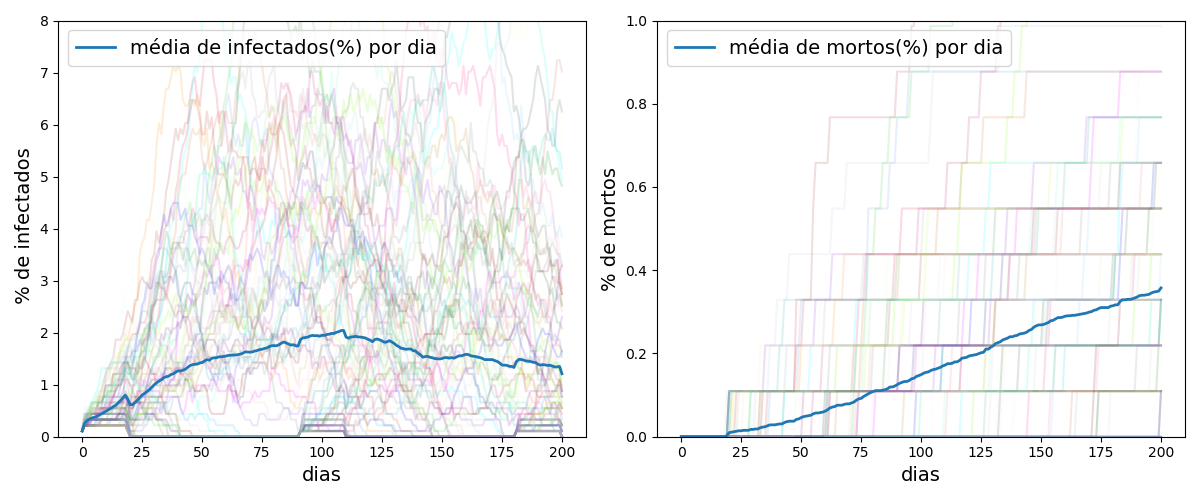 média de infectados(%) por dia
8
7
6
5
4
3
2
1
0
% de infectados
0 25 50 75 100 125 150 175 200
dias
média de mortos(%) por dia
1.0
0.8
0.6
0.4
0.2
0.0
% de mortos
0 25 50 75 100 125 150 175 200
dias